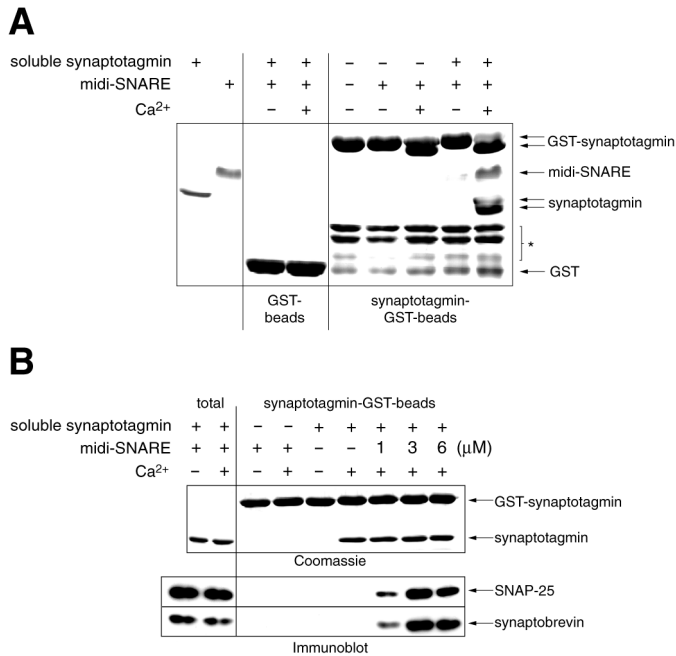 A
soluble synaptotagmin + + + − − − + +
midi-SNARE + + + − + + + +
Ca2+ − + − − + − +
GST-synaptotagmin
midi-SNARE
synaptotagmin
*
GST
GST-
beads
synaptotagmin-
GST-beads
B
total synaptotagmin-GST-beads
soluble synaptotagmin + + − − + + + + +
midi-SNARE + + + + − − 1 3 6 (μM)
Ca2+ − + − + − + + + +
GST-synaptotagmin
synaptotagmin
Coomassie
SNAP-25
synaptobrevin
Immunoblot